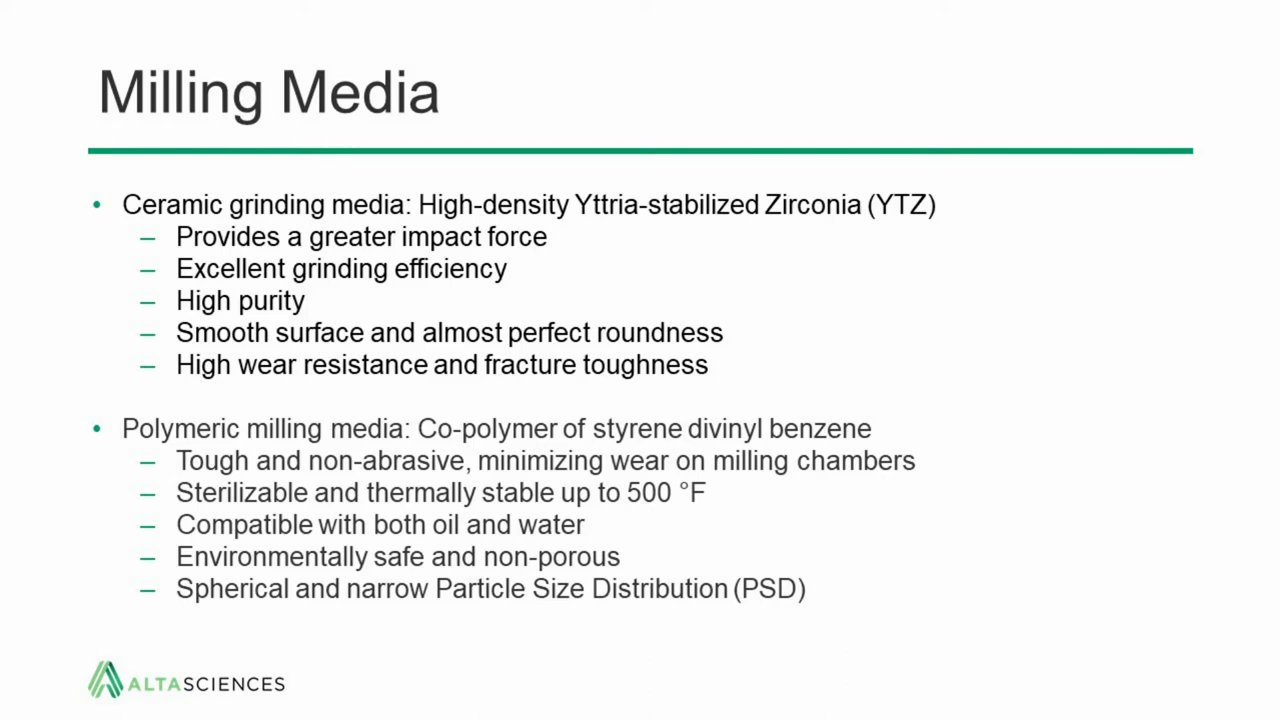 Milling Media
• Ceramic grinding media: High-density Yttria-stabilized Zirconia (YTZ)
– Provides a greater impact force
– Excellent grinding efficiency
– High purity
– Smooth surface and almost perfect roundness
– High wear resistance and fracture toughness
• Polymeric milling media: Co-polymer of styrene divinyl benzene
– Tough and non-abrasive, minimizing wear on milling chambers
– Sterilizable and thermally stable up to 500 °F
– Compatible with both oil and water
– Environmentally safe and non-porous
– Spherical and narrow Particle Size Distribution (PSD)
ALTASCIENCES